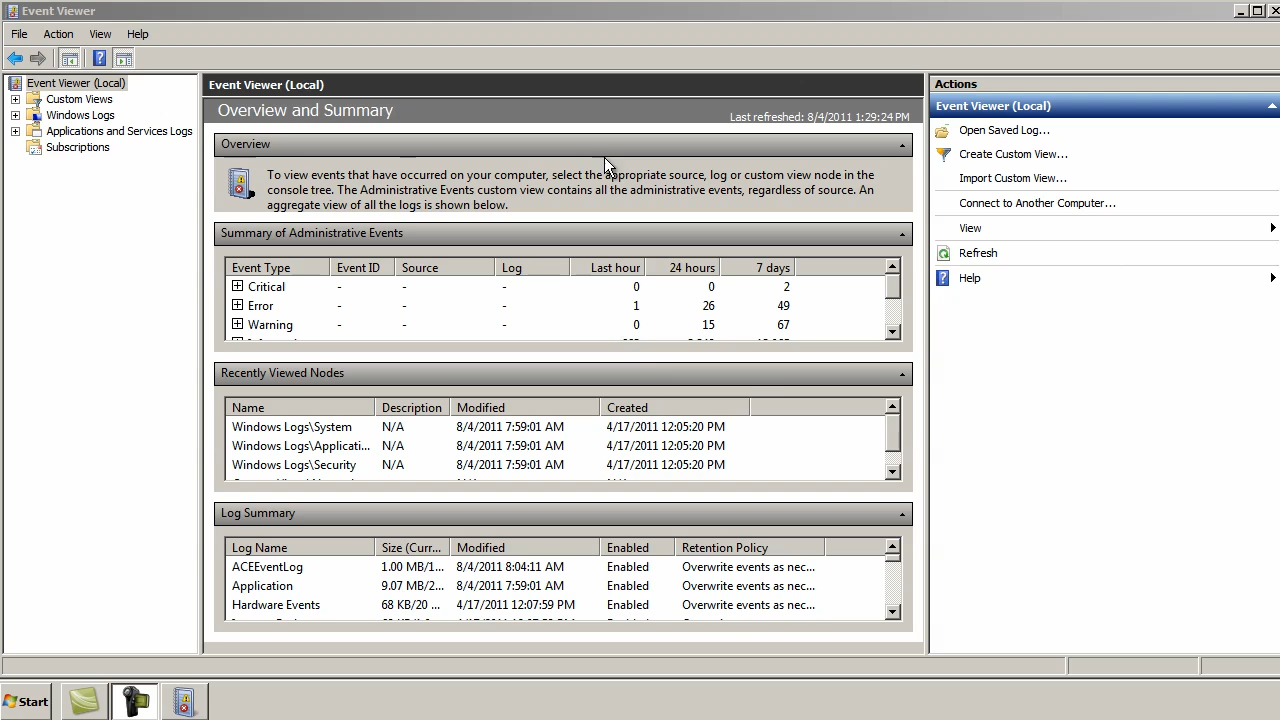 Event Viewer
File Action View Help
Event Viewer (Local)
Custom Views
Windows Logs
Applications and Services Logs
Subscriptions
Event Viewer (Local)
Overview and Summary
Last refreshed: 8/4/2011 1:29:24 PM
Overview
To view events that have occurred on your computer, select the appropriate source, log or custom view node in the
console tree. The Administrative Events custom view contains all the administrative events, regardless of source. An
aggregate view of all the logs is shown below.
Summary of Administrative Events
Event Type Event ID Source Log Last hour 24 hours 7 days
Critical - - - 0 0 2
Error - - - 1 26 49
Warning - - - 0 15 67
Recently Viewed Nodes
Name Description Modified Created
Windows Logs\System N/A 8/4/2011 7:59:01 AM 4/17/2011 12:05:20 PM
Windows Logs\Applicati... N/A 8/4/2011 7:59:01 AM 4/17/2011 12:05:20 PM
Windows Logs\Security N/A 8/4/2011 7:59:01 AM 4/17/2011 12:05:20 PM
Log Summary
Log Name Size (Curr... Modified Enabled Retention Policy
ACEEventLog 1.00 MB/1... 8/4/2011 8:04:11 AM Enabled Overwrite events as nec...
Application 9.07 MB/2... 8/4/2011 7:59:01 AM Enabled Overwrite events as nec...
Hardware Events 68 KB/20 ... 4/17/2011 12:07:59 PM Enabled Overwrite events as nec...
Actions
Event Viewer (Local)
Open Saved Log...
Create Custom View...
Import Custom View...
Connect to Another Computer...
View
Refresh
Help
Start